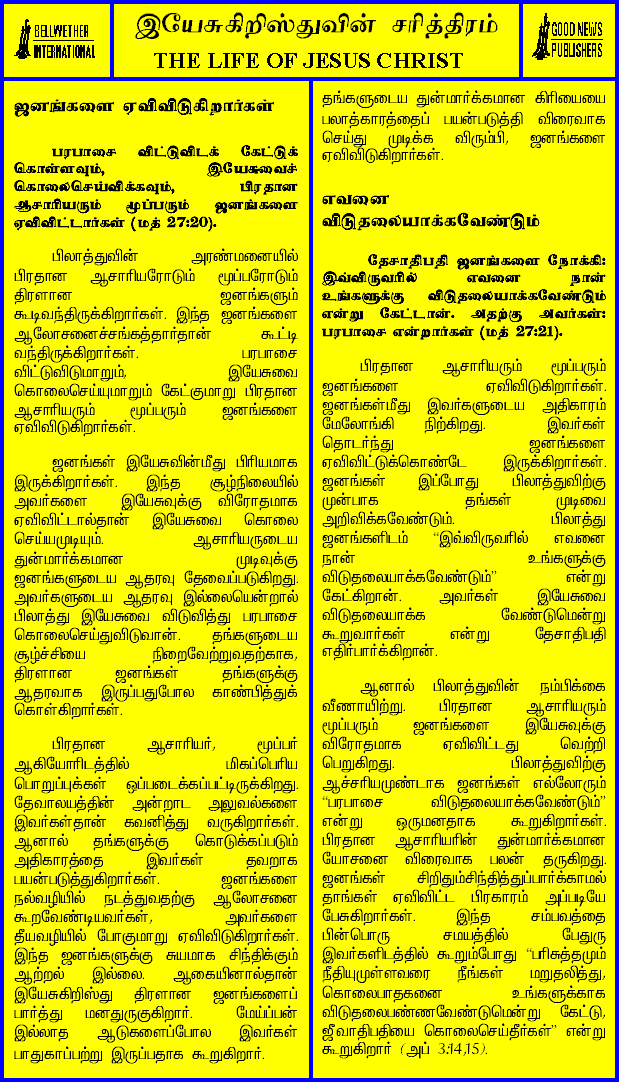 BELLWETHER
INTERNATIONAL
இயேசுகிறிஸ்துவின் சரித்திரம்
THE LIFE OF JESUS CHRIST
GOOD NEWS
PUBLISHERS
ஜனங்களை ஏவிவிடுகிறார்கள்
பரபாசை விட்டுவிடக் கேட்டுக்
கொள்ளவும், இயேசுவைச்
கொலைசெய்விக்கவும், பிரதான
ஆசாரியரும் மூப்பரும் ஜனங்களை
ஏவிவிட்டார்கள் (மத் 27:20).
பிலாத்துவின் அரண்மனையில்
பிரதான ஆசாரியரோடும் மூப்பரோடும்
திரளான ஜனங்களும்
கூடிவந்திருக்கிறார்கள். இந்த ஜனங்களை
ஆலோசனைச்சங்கத்தார்தான் கூட்டி
வந்திருக்கிறார்கள். பரபாசை
விட்டுவிடுமாறும், இயேசுவை
கொலைசெய்யுமாறும் கேட்குமாறு பிரதான
ஆசாரியரும் மூப்பரும் ஜனங்களை
ஏவிவிடுகிறார்கள்.
ஜனங்கள் இயேசுவின்மீது பிரியமாக
இருக்கிறார்கள். இந்த சூழ்நிலையில்
அவர்களை இயேசுவுக்கு விரோதமாக
ஏவிவிட்டால்தான் இயேசுவை கொலை
செய்யமுடியும். ஆசாரியருடைய
துன்மார்க்கமான முடிவுக்கு
ஜனங்களுடைய ஆதரவு தேவைப்படுகிறது.
அவர்களுடைய ஆதரவு இல்லையென்றால்
பிலாத்து இயேசுவை விடுவித்து பரபாசை
கொலைசெய்துவிடுவான். தங்களுடைய
சூழ்ச்சியை நிறைவேற்றுவதற்காக,
திரளான ஜனங்கள் தங்களுக்கு
ஆதரவாக இருப்பதுபோல காண்பித்துக்
கொள்கிறார்கள்.
பிரதான ஆசாரியர், மூப்பர்
ஆகியோரிடத்தில் மிகப்பெரிய
பொறுப்புக்கள் ஒப்படைக்கப்பட்டிருக்கிறது.
தேவாலயத்தின் அன்றாட அலுவல்களை
இவர்கள்தான் கவனித்து வருகிறார்கள்.
ஆனால் தங்களுக்கு கொடுக்கப்படும்
அதிகாரத்தை இவர்கள் தவறாக
பயன்படுத்துகிறார்கள். ஜனங்களை
நல்வழியில் நடத்துவதற்கு ஆலோசனை
கூறவேண்டியவர்கள், அவர்களை
தீயவழியில் போகுமாறு ஏவிவிடுகிறார்கள்.
இந்த ஜனங்களுக்கு சுயமாக சிந்திக்கும்
ஆற்றல் இல்லை. ஆகையினால்தான்
இயேசுகிறிஸ்து திரளான ஜனங்களைப்
பார்த்து மனதுருகுகிறார். மேய்ப்பன்
இல்லாத ஆடுகளைப்போல இவர்கள்
பாதுகாப்பற்று இருப்பதாக கூறுகிறார்.
தங்களுடைய துன்மார்க்கமான கிரியையை
பலாத்காரத்தைப் பயன்படுத்தி விரைவாக
செய்து முடிக்க விரும்பி, ஜனங்களை
ஏவிவிடுகிறார்கள்.
எவனை
விடுதலையாக்கவேண்டும்
தேசாதிபதி ஜனங்களை நோக்கி:
இவ்விருவரில் எவனை நான்
உங்களுக்கு விடுதலையாக்கவேண்டும்
என்று கேட்டான். அதற்கு அவர்கள்:
பரபாசை என்றார்கள் (மத் 27:21).
பிரதான ஆசாரியரும் மூப்பரும்
ஜனங்களை ஏவிவிடுகிறார்கள்.
ஜனங்கள்மீது இவர்களுடைய அதிகாரம்
மேலோங்கி நிற்கிறது. இவர்கள்
தொடர்ந்து ஜனங்களை
ஏவிவிட்டுக்கொண்டே இருக்கிறார்கள்.
ஜனங்கள் இப்போது பிலாத்துவிற்கு
முன்பாக தங்கள் முடிவை
அறிவிக்கவேண்டும். பிலாத்து
ஜனங்களிடம் “இவ்விருவரில் எவனை
நான் உங்களுக்கு
விடுதலையாக்கவேண்டும்” என்று
கேட்கிறான். அவர்கள் இயேசுவை
விடுதலையாக்க வேண்டுமென்று
கூறுவார்கள் என்று தேசாதிபதி
எதிர்பார்க்கிறான்.
ஆனால் பிலாத்துவின் நம்பிக்கை
வீணாயிற்று. பிரதான ஆசாரியரும்
மூப்பரும் ஜனங்களை இயேசுவுக்கு
விரோதமாக ஏவிவிட்டது வெற்றி
பெறுகிறது. பிலாத்துவிற்கு
ஆச்சரியமுண்டாக ஜனங்கள் எல்லோரும்
“பரபாசை விடுதலையாக்கவேண்டும்”
என்று ஒருமனதாக கூறுகிறார்கள்.
பிரதான ஆசாரியரின் துன்மார்க்கமான
யோசனை விரைவாக பலன் தருகிறது.
ஜனங்கள் சிறிதும்சிந்தித்துப்பார்க்காமல்
தாங்கள் ஏவிவிட்ட பிரகாரம் அப்படியே
பேசுகிறார்கள். இந்த சம்பவத்தை
பின்பொரு சமயத்தில் பேதுரு
இவர்களிடத்தில் கூறும்போது “பரிசுத்தமும்
நீதியுமுள்ளவரை நீங்கள் மறுதலித்து,
கொலைபாதகனை உங்களுக்காக
விடுதலைபண்ணவேண்டுமென்று கேட்டு,
ஜீவாதிபதியை கொலைசெய்தீர்கள்” என்று
கூறுகிறார் (அப் 3:14,15).